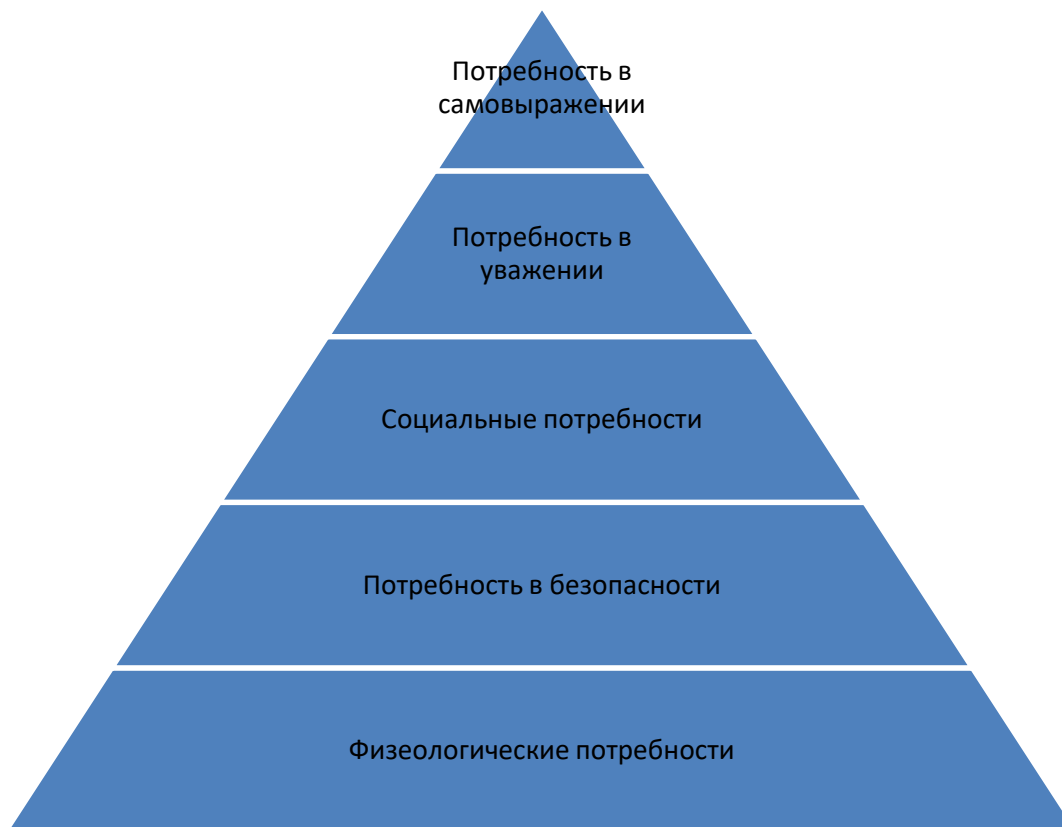 Потребность в
самовыражении
Потребность в
уважении
Социальные потребности
Потребность в безопасности
Физеологические потребности